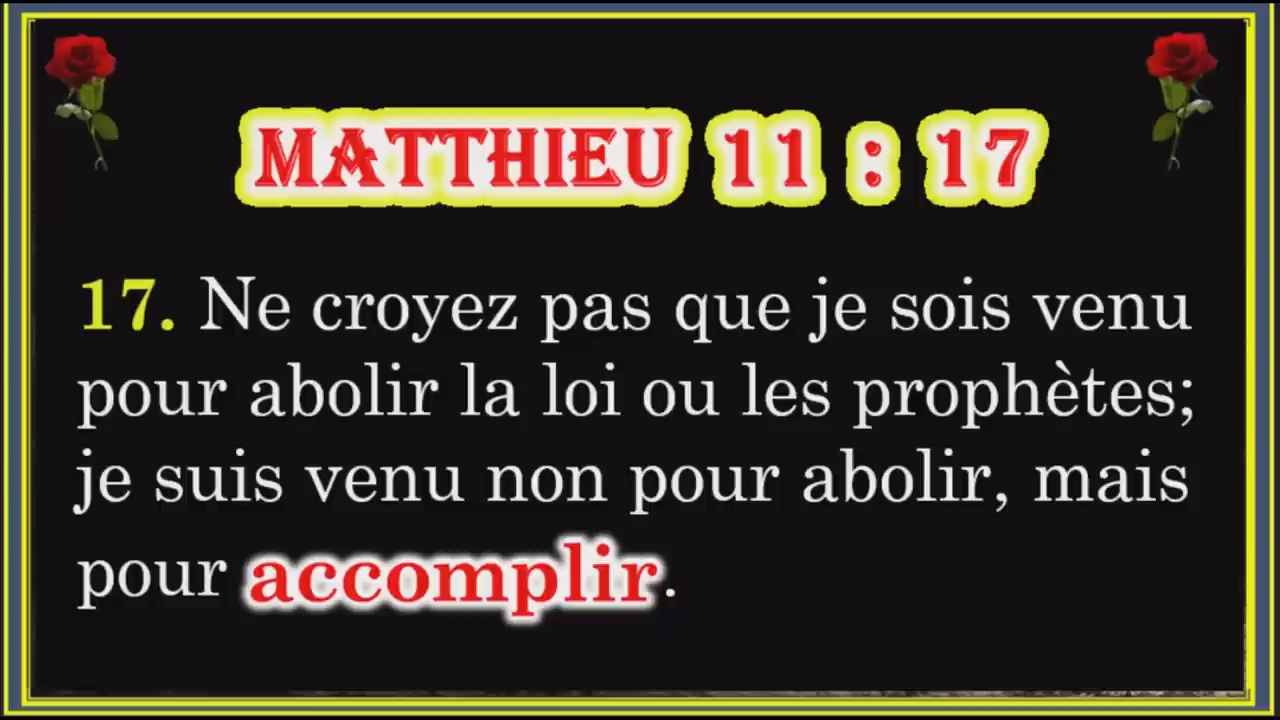 MATTHIEU 11 : 17
17. Ne croyez pas que je sois venu
pour abolir la loi ou les prophètes;
je suis venu non pour abolir, mais
pour accomplir.